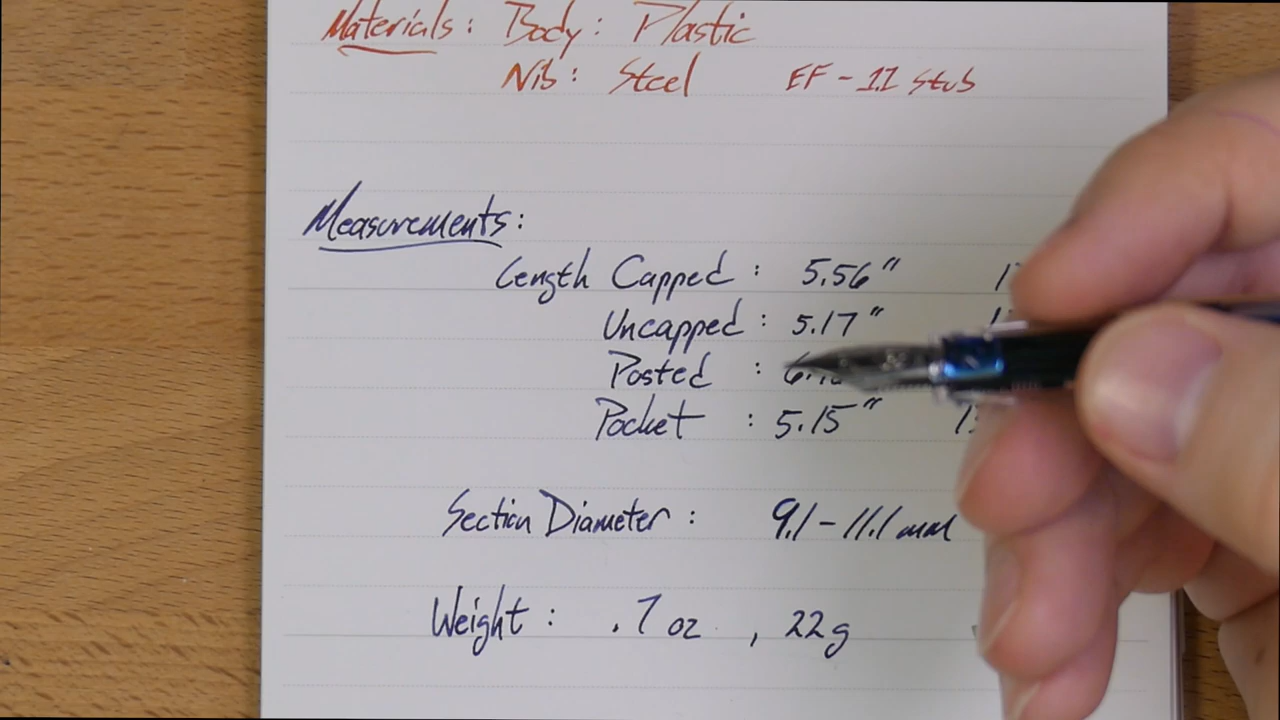 Materials: Body: Plastic
Nib: Steel EF - 1.1 stub
Measurements:
Length Capped: 5.56"
Uncapped: 5.17"
Posted:
Pocket: 5.15"
Section Diameter: 9.1 - 11.1 mm
Weight: .7 oz, 22g